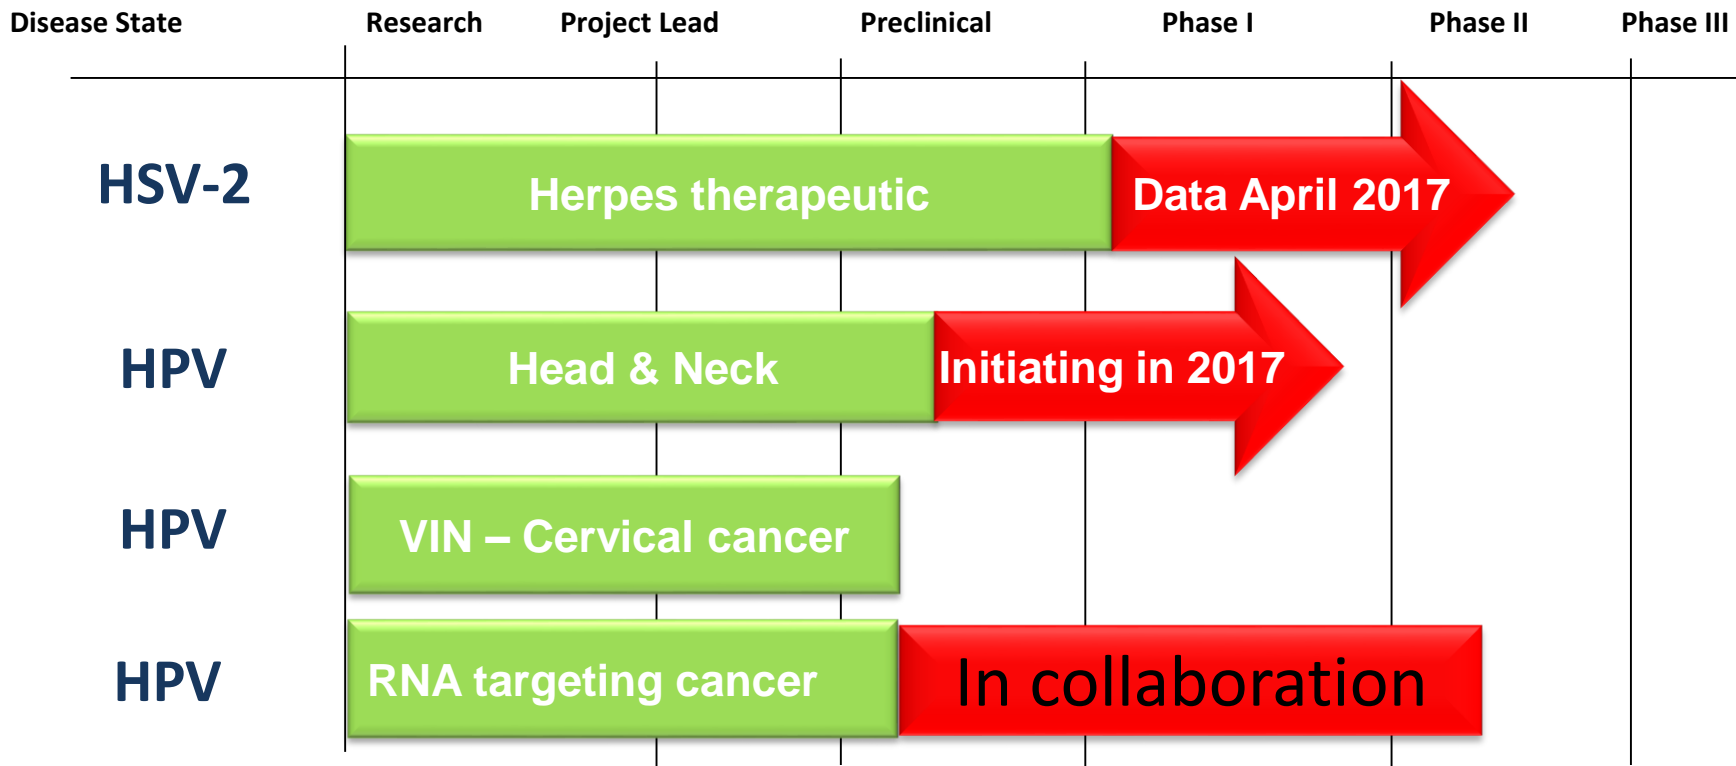 Disease State Research Project Lead Preclinical Phase I Phase II Phase III
HSV-2 Herpes therapeutic Data April 2017
HPV Head & Neck Initiating in 2017
HPV VIN – Cervical cancer
HPV RNA targeting cancer In collaboration